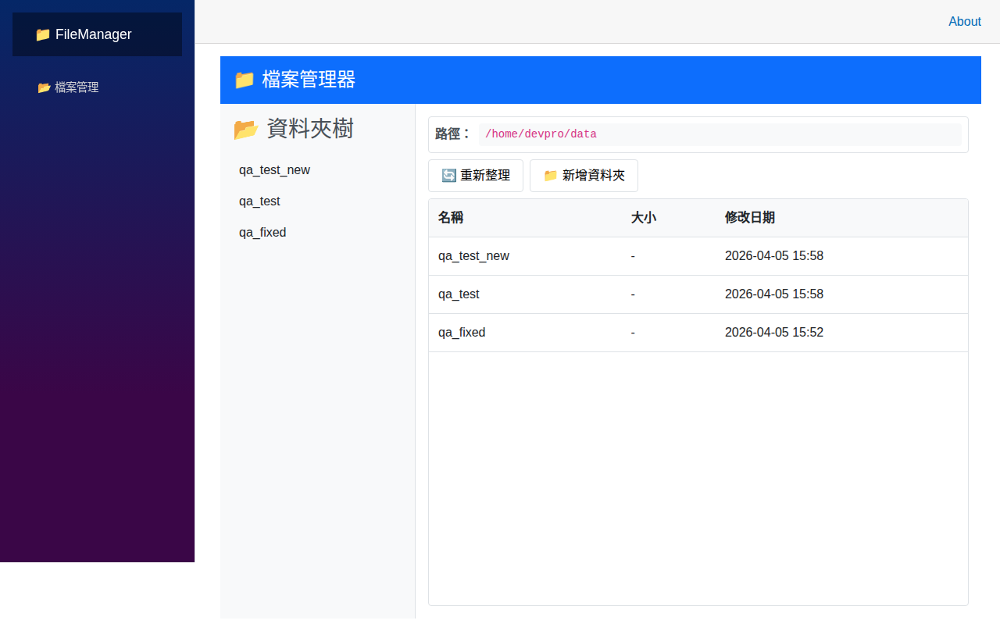 📁 FileManager
📂 檔案管理
About
📁 檔案管理器
📂 資料夾樹
qa_test_new
qa_test
qa_fixed
路徑： /home/devpro/data
🔄 重新整理 📁 新增資料夾
名稱 大小 修改日期
qa_test_new - 2026-04-05 15:58
qa_test - 2026-04-05 15:58
qa_fixed - 2026-04-05 15:52